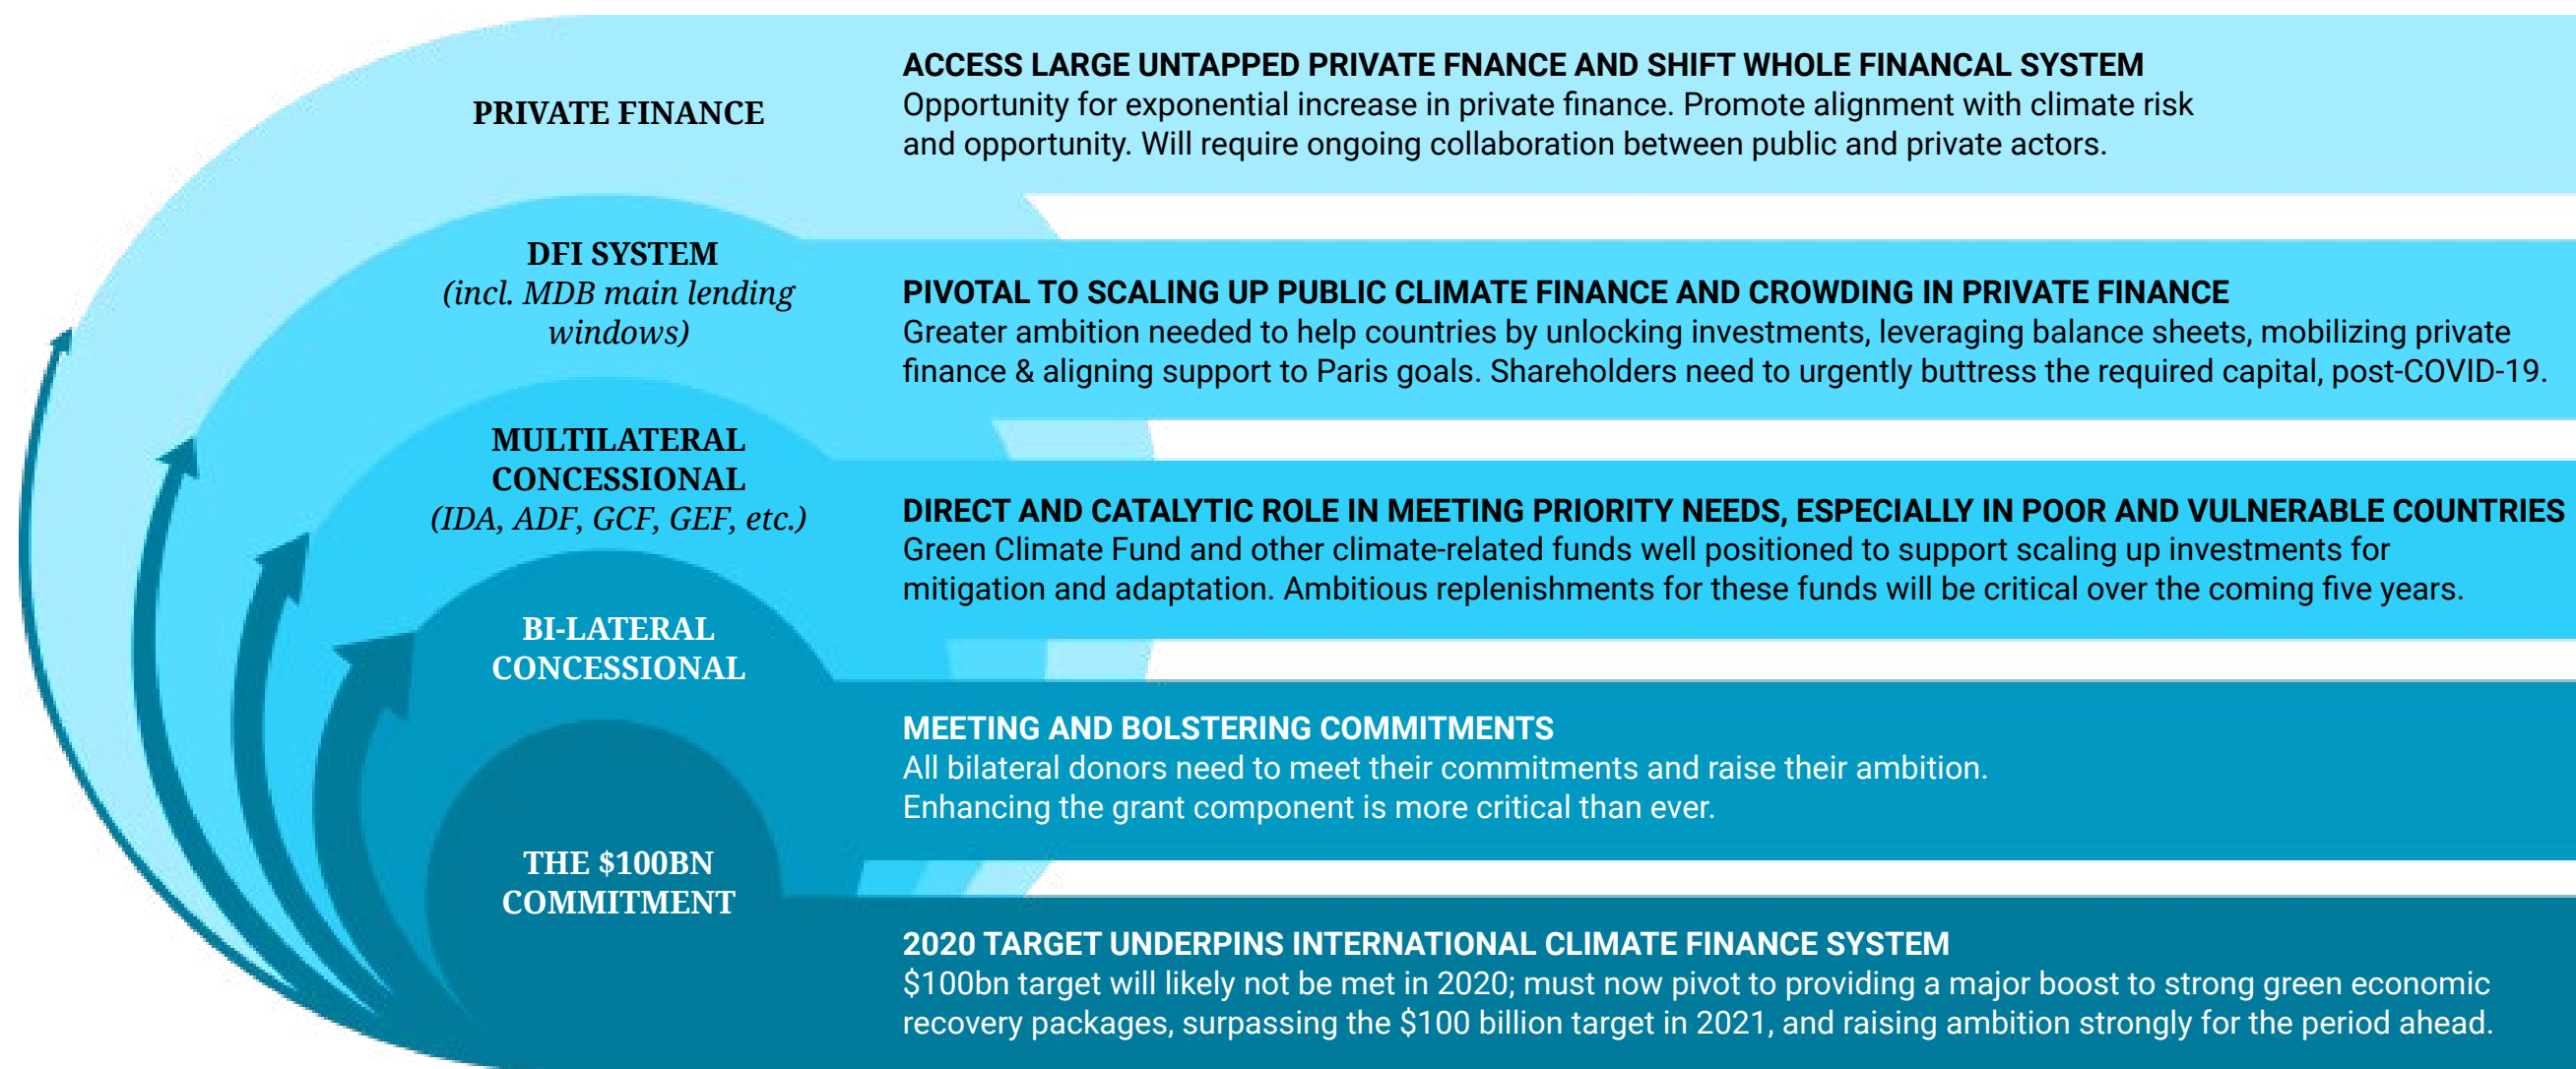 PRIVATE FINANCE
ACCESS LARGE UNTAPPED PRIVATE FNANCE AND SHIFT WHOLE FINANCAL SYSTEM
Opportunity for exponential increase in private finance. Promote alignment with climate risk
and opportunity. Will require ongoing collaboration between public and private actors.
DFI SYSTEM
(incl. MDB main lending
windows)
PIVOTAL TO SCALING UP PUBLIC CLIMATE FINANCE AND CROWDING IN PRIVATE FINANCE
Greater ambition needed to help countries by unlocking investments, leveraging balance sheets, mobilizing private
finance & aligning support to Paris goals. Shareholders need to urgently buttress the required capital, post-COVID-19.
MULTILATERAL
CONCESSIONAL
(IDA, ADF, GCF, GEF, etc.)
DIRECT AND CATALYTIC ROLE IN MEETING PRIORITY NEEDS, ESPECIALLY IN POOR AND VULNERABLE COUNTRIES
Green Climate Fund and other climate-related funds well positioned to support scaling up investments for
mitigation and adaptation. Ambitious replenishments for these funds will be critical over the coming five years.
BI-LATERAL
CONCESSIONAL
MEETING AND BOLSTERING COMMITMENTS
All bilateral donors need to meet their commitments and raise their ambition.
Enhancing the grant component is more critical than ever.
THE $100BN
COMMITMENT
2020 TARGET UNDERPINS INTERNATIONAL CLIMATE FINANCE SYSTEM
$100bn target will likely not be met in 2020; must now pivot to providing a major boost to strong green economic
recovery packages, surpassing the $100 billion target in 2021, and raising ambition strongly for the period ahead.